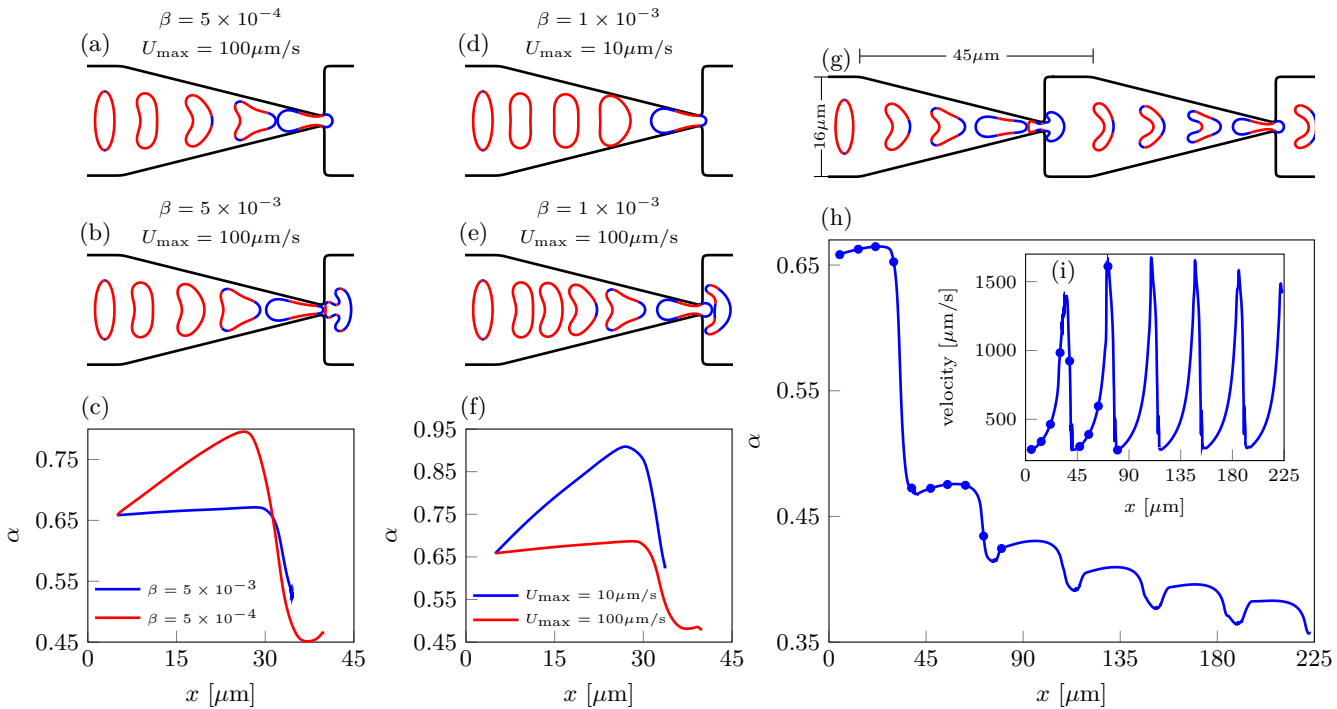 (a)
β = 5 × 10⁻⁴
U_max = 100μm/s
(d)
β = 1 × 10⁻³
U_max = 10μm/s
(g)
45μm
16μm
(b)
β = 5 × 10⁻³
U_max = 100μm/s
(e)
β = 1 × 10⁻³
U_max = 100μm/s
(c)
α
0.75
0.65
0.55
0.45
β = 5 × 10⁻³
β = 5 × 10⁻⁴
0 15 30 45
x [μm]
(f)
α
0.95
0.85
0.75
0.65
0.55
0.45
U_max = 10μm/s
U_max = 100μm/s
0 15 30 45
x [μm]
(h)
α
0.65
0.55
0.45
0.35
0 45 90 135 180 225
x [μm]
(i)
velocity [μm/s]
1500
1000
500
0 45 90 135 180 225
x [μm]